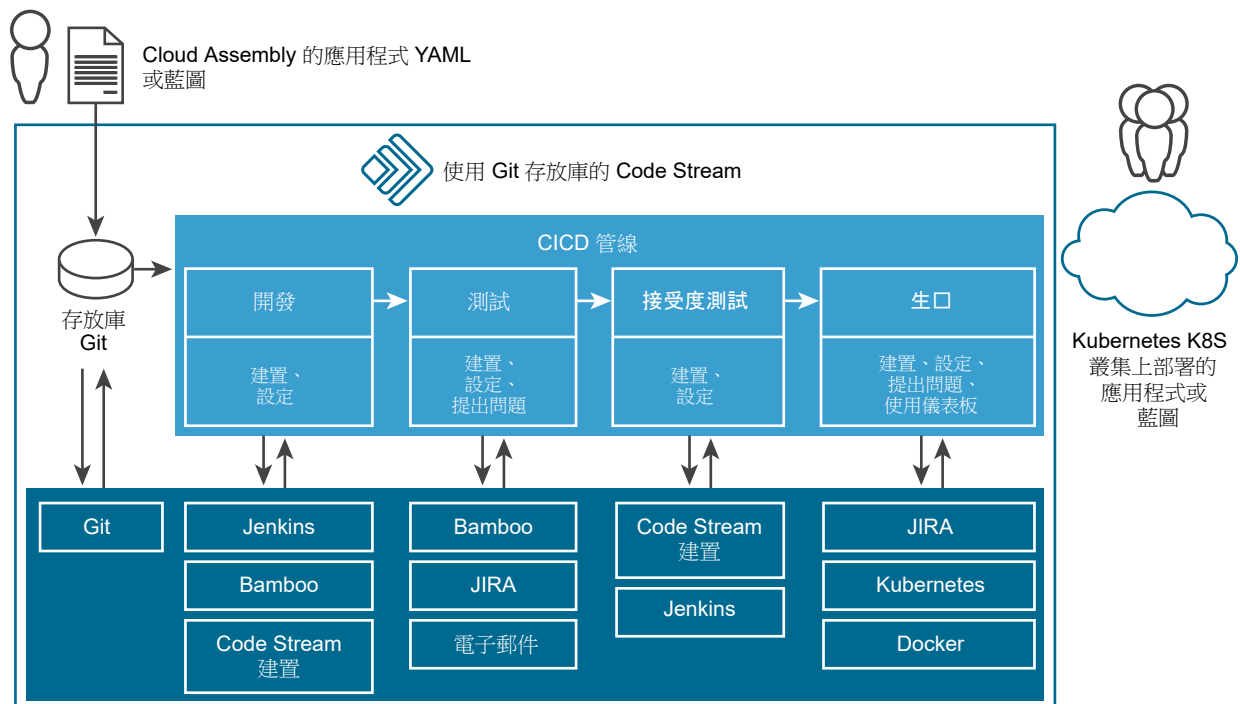 Cloud Assembly 的應用程式 YAML
或藍圖
使用 Git 存放庫的 Code Stream
CICD 管線
存放庫
Git
開發
建置、
設定
測試
建置、
設定、
提出問題
接受度測試
建置、
設定
生口
建置、設定、
提出問題、
使用儀表板
Kubernetes K8S
叢集上部署的
應用程式或
藍圖
Git
Jenkins
Bamboo
Code Stream
建置
Bamboo
JIRA
電子郵件
Code Stream
建置
Jenkins
JIRA
Kubernetes
Docker